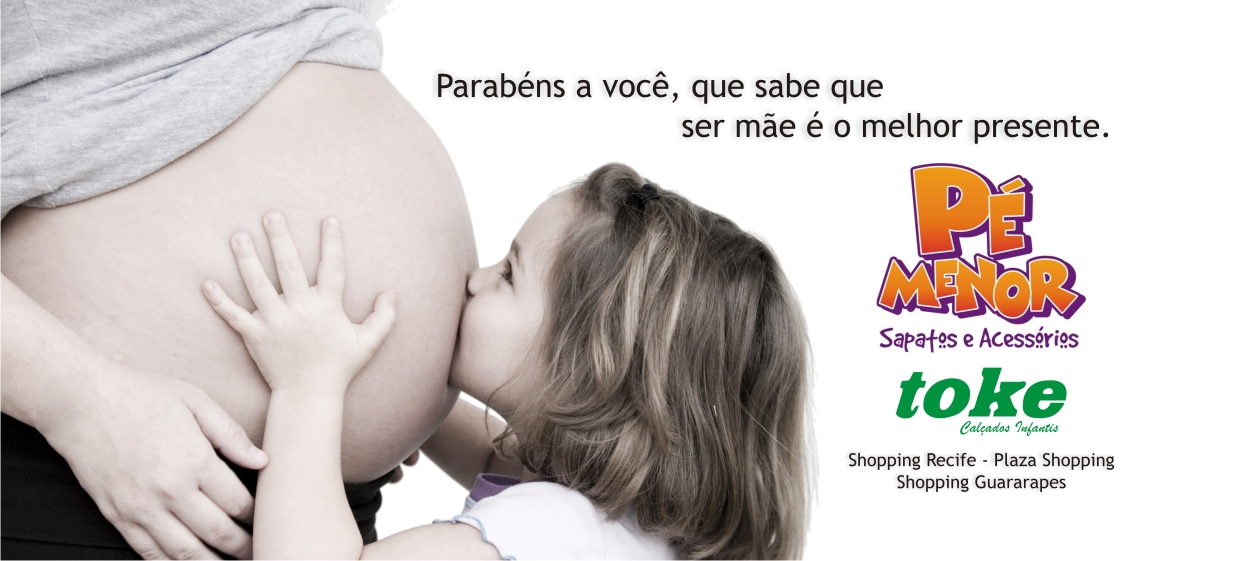 Parabéns a você, que sabe que
ser mãe é o melhor presente.
PÉ
MENOR
Sapatos e Acessórios
toke
Calçados Infantis
Shopping Recife - Plaza Shopping
Shopping Guararapes